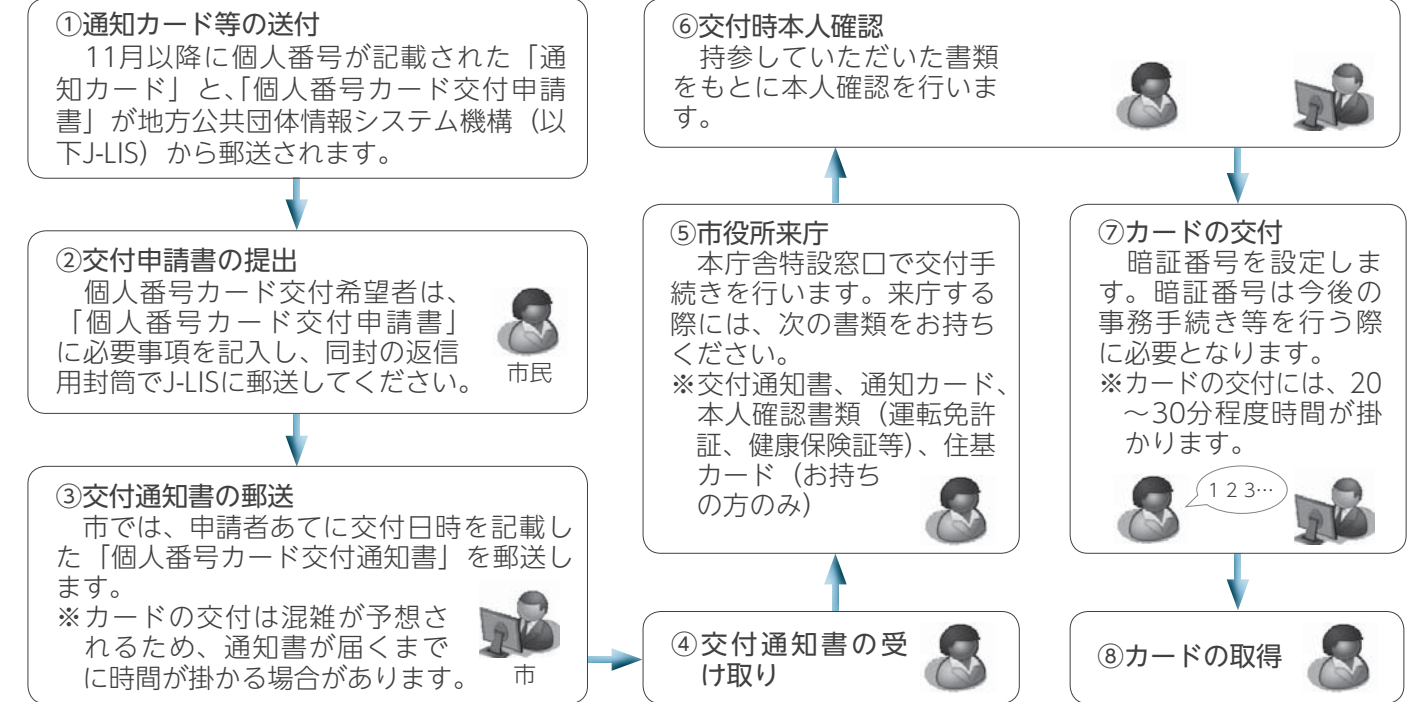 ①通知カード等の送付
11月以降に個人番号が記載された「通
知カード」と、「個人番号カード交付申請
書」が地方公共団体情報システム機構（以
下J-LIS）から郵送されます。
②交付申請書の提出
個人番号カード交付希望者は、
「個人番号カード交付申請書」
に必要事項を記入し、同封の返信
用封筒でJ-LISに郵送してください。
市民
③交付通知書の郵送
市では、申請者あてに交付日時を記載し
た「個人番号カード交付通知書」を郵送し
ます。
※カードの交付は混雑が予想さ
れるため、通知書が届くまで
に時間が掛かる場合があります。
市
④交付通知書の受
け取り
⑤市役所来庁
本庁舎特設窓口で交付手
続きを行います。来庁する
際には、次の書類をお持ち
ください。
※交付通知書、通知カード、
本人確認書類（運転免許
証、健康保険証等）、住基
カード（お持ち
の方のみ）
⑥交付時本人確認
持参していただいた書類
をもとに本人確認を行いま
す。
⑦カードの交付
暗証番号を設定しま
す。暗証番号は今後の
事務手続き等を行う際
に必要となります。
※カードの交付には、20
～30分程度時間が掛
かります。
1 2 3…
⑧カードの取得